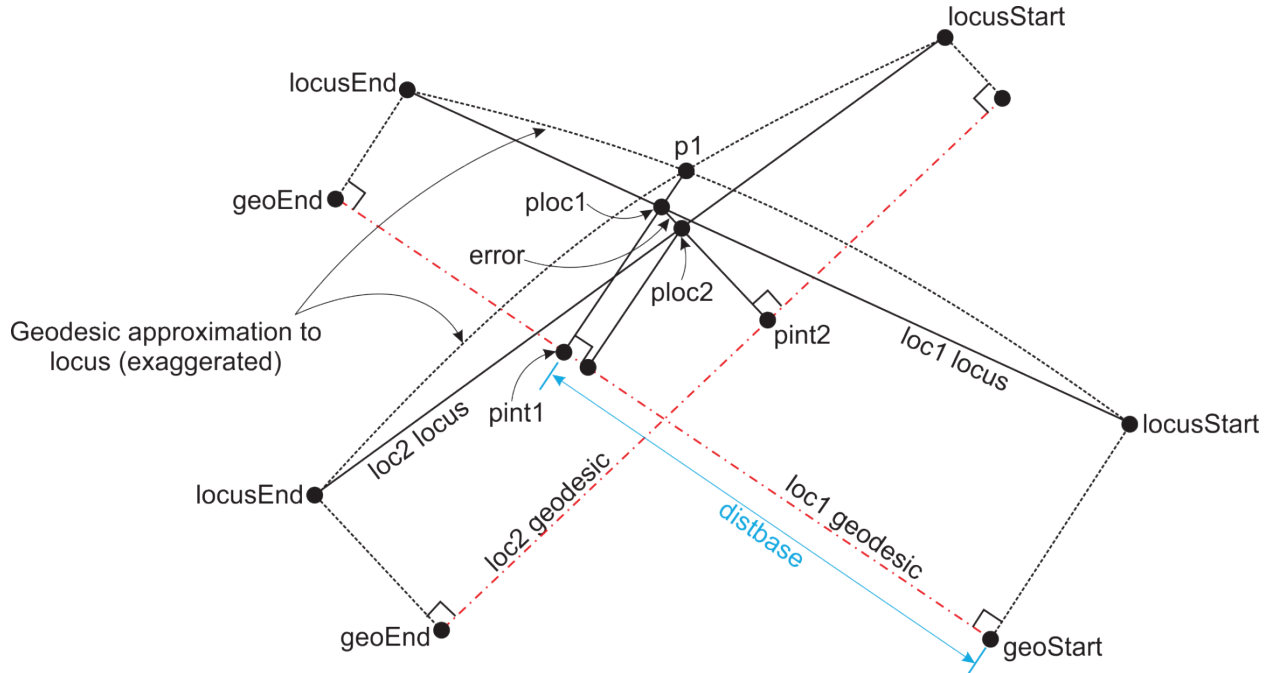 locusStart
locusEnd
p1
geoEnd
ploc1
error
ploc2
Geodesic approximation to
locus (exaggerated)
pint2
loc1 locus
pint1
loc2 locus
locusStart
locusEnd
loc2 geodesic
loc1 geodesic
distbase
geoEnd
geoStart